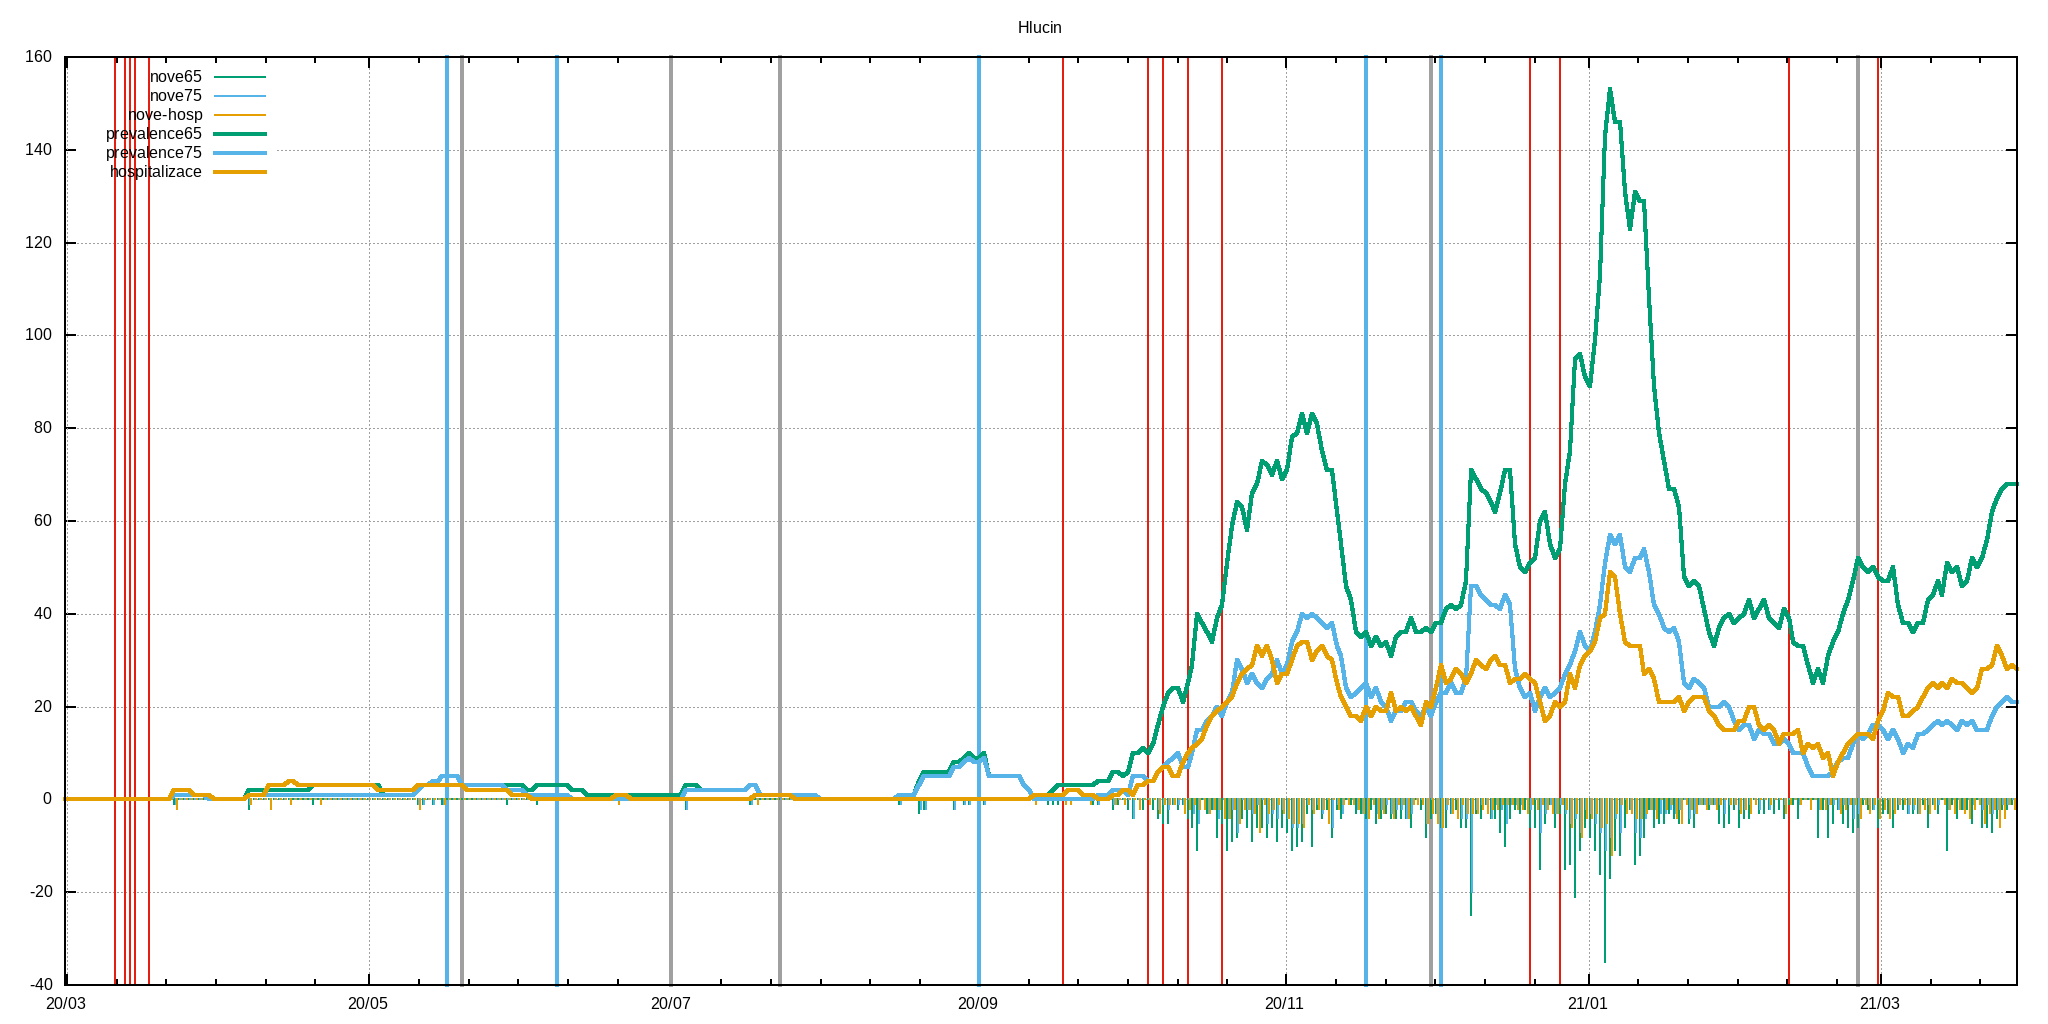 Hlucin
160
nove65
nove75
nove-hosp
prevalence65
prevalence75
hospitalizace
140
120
100
80
60
40
20
0
-20
-40
20/03 20/05 20/07 20/09 20/11 21/01 21/03